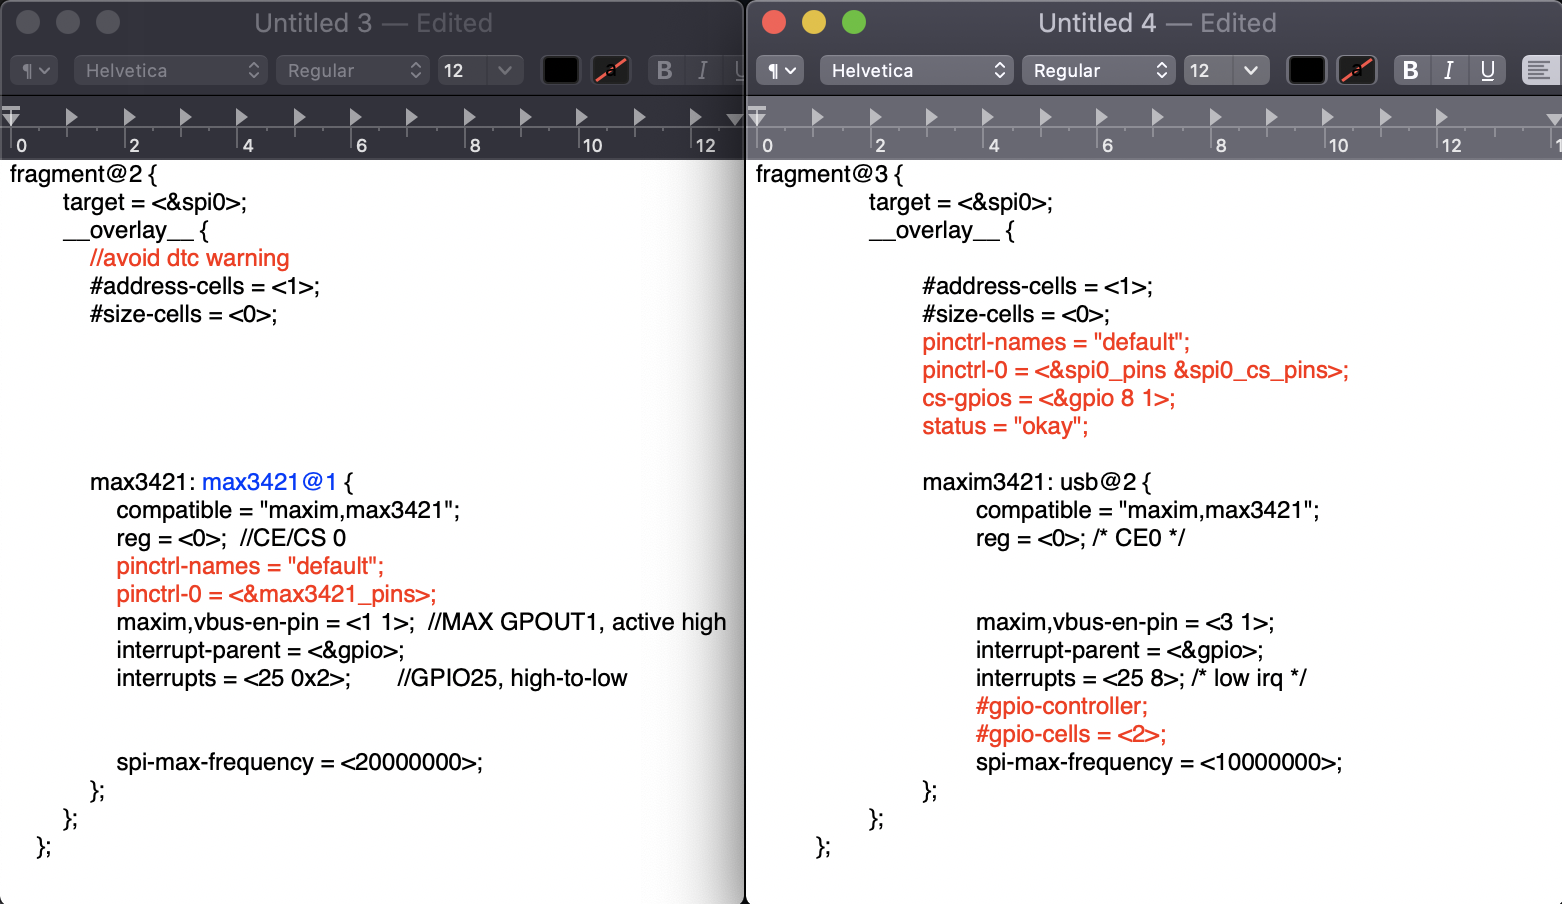 Untitled 3 — Edited
¶ Helvetica Regular 12 a B I U
0 2 4 6 8 10 12
fragment@2 {
target = <&spi0>;
__overlay__ {
//avoid dtc warning
#address-cells = <1>;
#size-cells = <0>;
max3421: max3421@1 {
compatible = "maxim,max3421";
reg = <0>;  //CE/CS 0
pinctrl-names = "default";
pinctrl-0 = <&max3421_pins>;
maxim,vbus-en-pin = <1 1>;  //MAX GPOUT1, active high
interrupt-parent = <&gpio>;
interrupts = <25 0x2>;       //GPIO25, high-to-low
spi-max-frequency = <20000000>;
};
};
};
Untitled 4 — Edited
¶ Helvetica Regular 12 a B I U
0 2 4 6 8 10 12 1
fragment@3 {
target = <&spi0>;
__overlay__ {
#address-cells = <1>;
#size-cells = <0>;
pinctrl-names = "default";
pinctrl-0 = <&spi0_pins &spi0_cs_pins>;
cs-gpios = <&gpio 8 1>;
status = "okay";
maxim3421: usb@2 {
compatible = "maxim,max3421";
reg = <0>; /* CE0 */
maxim,vbus-en-pin = <3 1>;
interrupt-parent = <&gpio>;
interrupts = <25 8>; /* low irq */
#gpio-controller;
#gpio-cells = <2>;
spi-max-frequency = <10000000>;
};
};
};